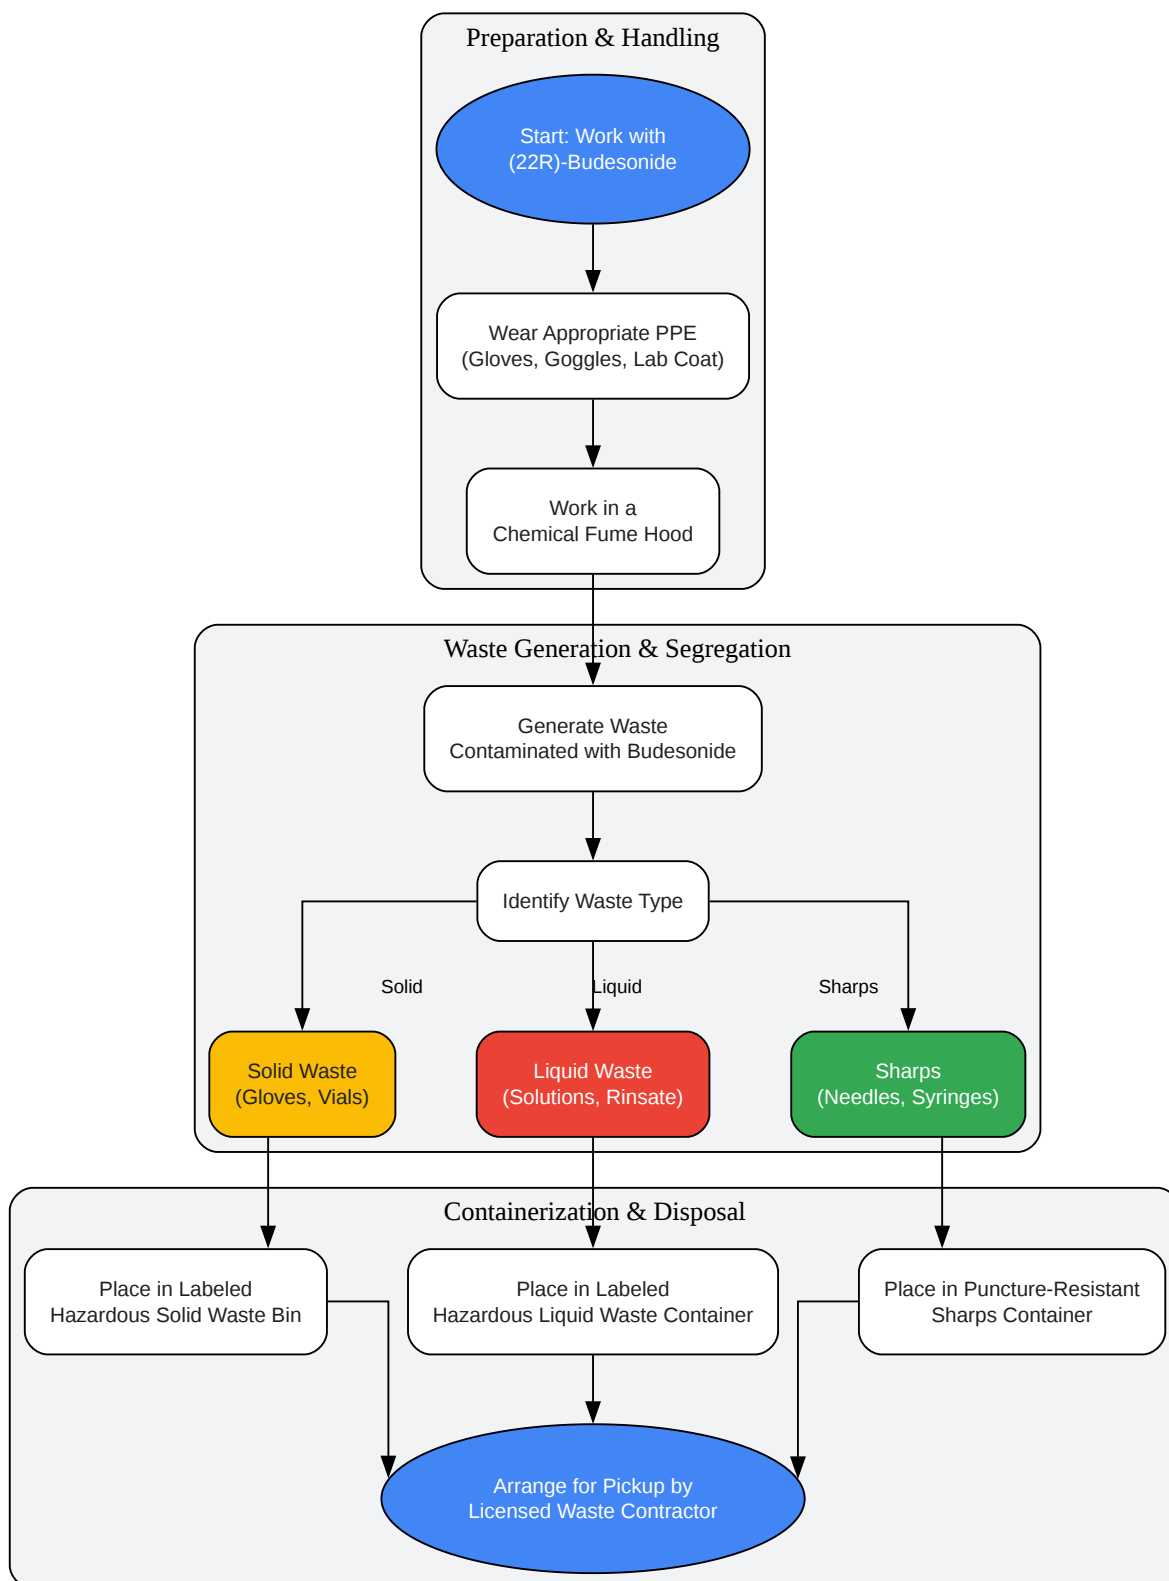 Preparation & Handling
Start: Work with
(22R)-Budesonide
Wear Appropriate PPE
(Gloves, Goggles, Lab Coat)
Work in a
Chemical Fume Hood
Waste Generation & Segregation
Generate Waste
Contaminated with Budesonide
Identify Waste Type
Solid
Liquid
Sharps
Solid Waste
(Gloves, Vials)
Liquid Waste
(Solutions, Rinsate)
Sharps
(Needles, Syringes)
Containerization & Disposal
Place in Labeled
Hazardous Solid Waste Bin
Place in Labeled
Hazardous Liquid Waste Container
Place in Puncture-Resistant
Sharps Container
Arrange for Pickup by
Licensed Waste Contractor